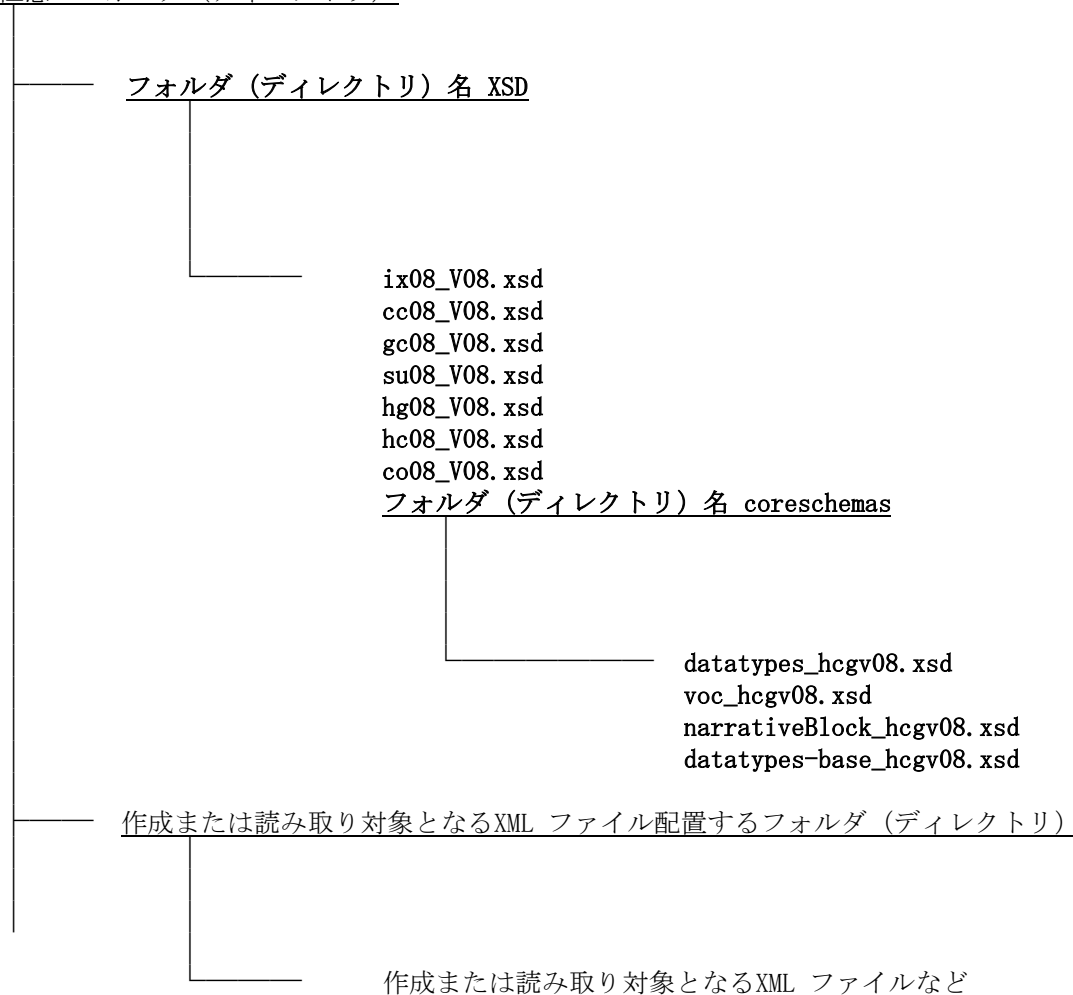 フォルダ（ディレクトリ）名 XSD
ix08_V08.xsd
cc08_V08.xsd
gc08_V08.xsd
su08_V08.xsd
hg08_V08.xsd
hc08_V08.xsd
co08_V08.xsd
フォルダ（ディレクトリ）名 coreschemas
datatypes_hcgv08.xsd
voc_hcgv08.xsd
narrativeBlock_hcgv08.xsd
datatypes-base_hcgv08.xsd
作成または読み取り対象となるXML ファイル配置するフォルダ（ディレクトリ）
作成または読み取り対象となるXML ファイルなど